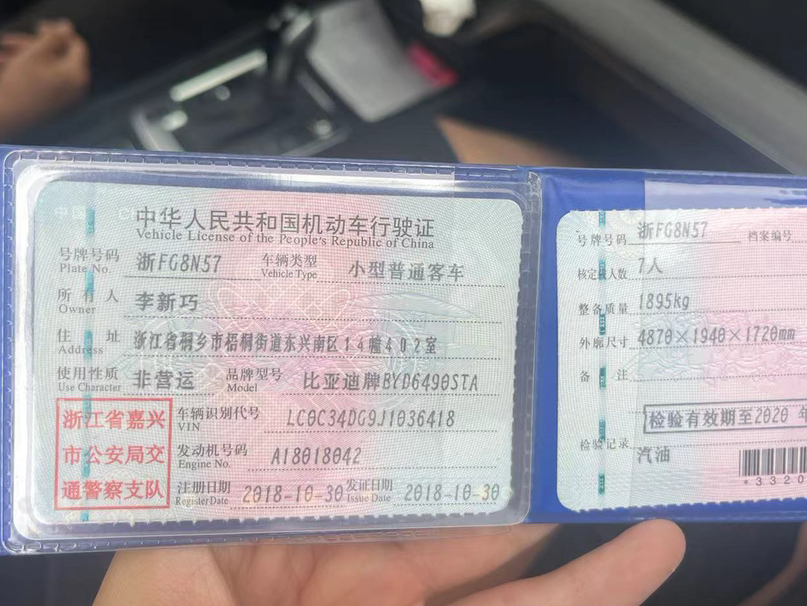 中华人民共和国机动车行驶证
Vehicle License of the People's Republic of China
号牌号码 浙FG8N57 车辆类型 小型普通客车
Plate No. Vehicle Type
所有人 李新巧
Owner
住址 浙江省桐乡市梧桐街道东兴南区14幢402室
Address
使用性质 非营运 品牌型号 比亚迪牌BYD6490STA
Use Character Model
浙江省嘉兴
市公安局交
通警察支队
车辆识别代号 LC0C34DG9J1036418
VIN
发动机号码 A18018042
Engine No.
注册日期 2018-10-30 发证日期 2018-10-30
Register Date Issue Date
号牌号码 浙FG8N57 档案编号
核定载人数 7人
整备质量 1895kg
外廓尺寸 4870×1940×1720mm
备注
检验有效期至2020 年
检验记录
汽油
*3320